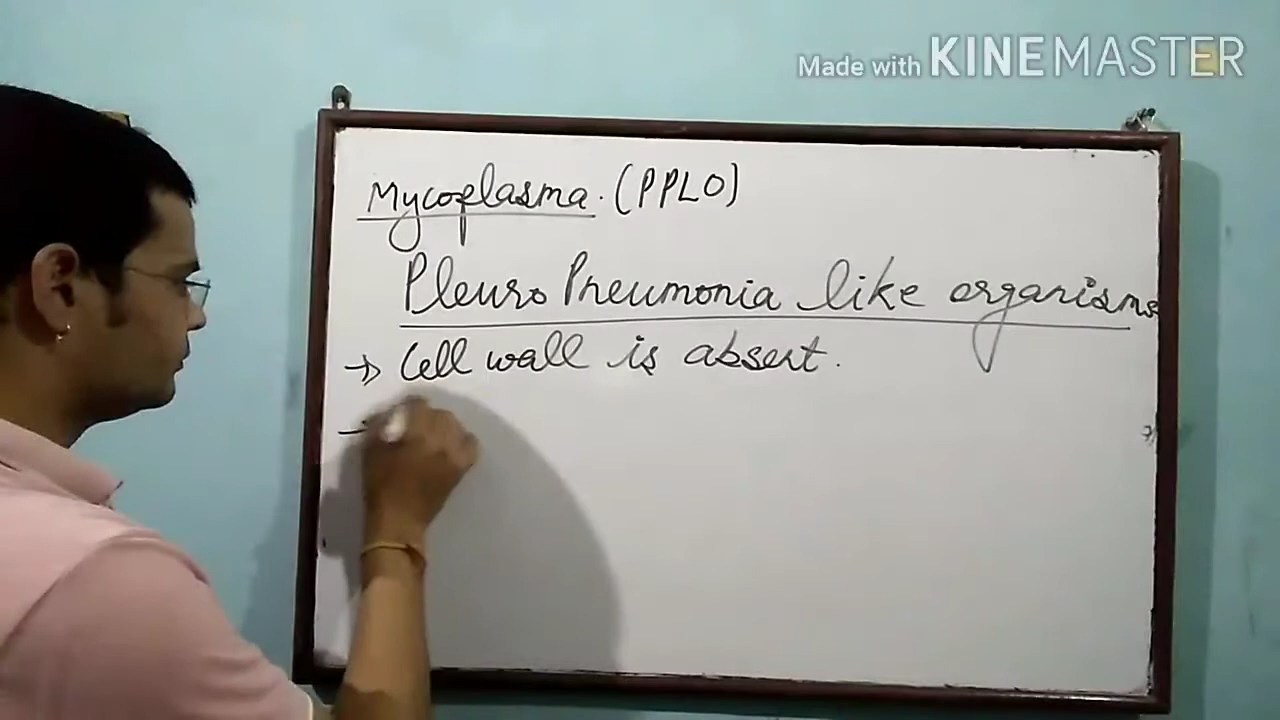 Made with KINEMASTER
Mycoplasma. (PPLO)
Pleuro Pneumonia like organisms
→ Cell wall is absent.
→